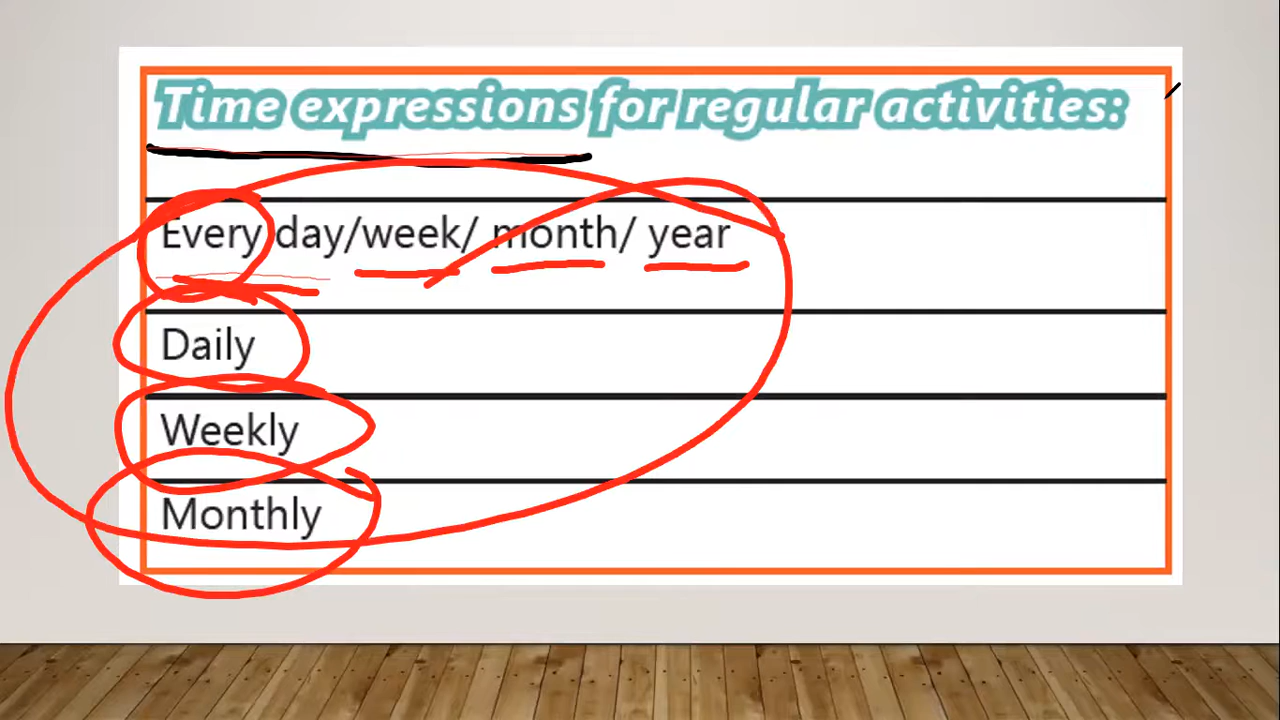 Time expressions for regular activities:
Every day/week/ month/ year
Daily
Weekly
Monthly